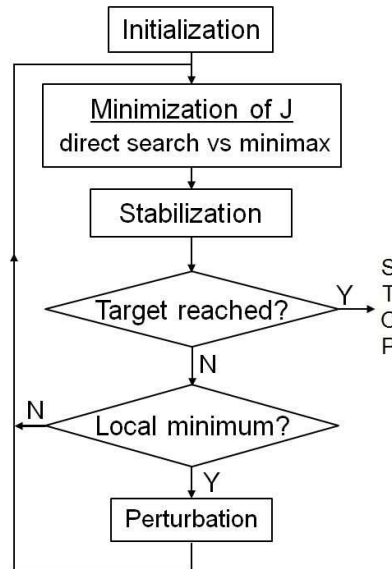 Initialization
Minimization of J
direct search vs minimax
Stabilization
Target reached?
Y
S
T
O
P
N
N
Local minimum?
Y
Perturbation